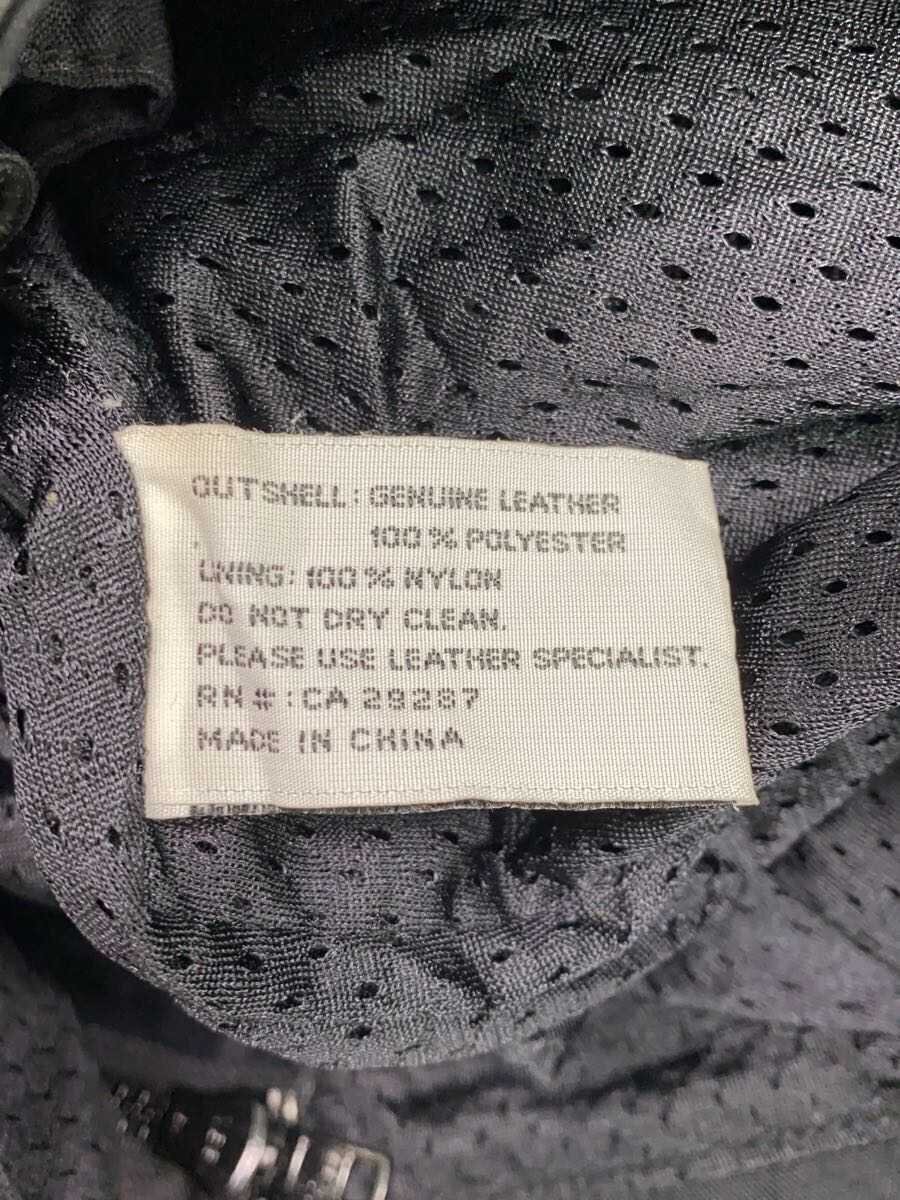 OUTSHELL: GENUINE LEATHER
100% POLYESTER
LINING: 100% NYLON
DO NOT DRY CLEAN.
PLEASE USE LEATHER SPECIALIST.
RN #: CA 28287
MADE IN CHINA